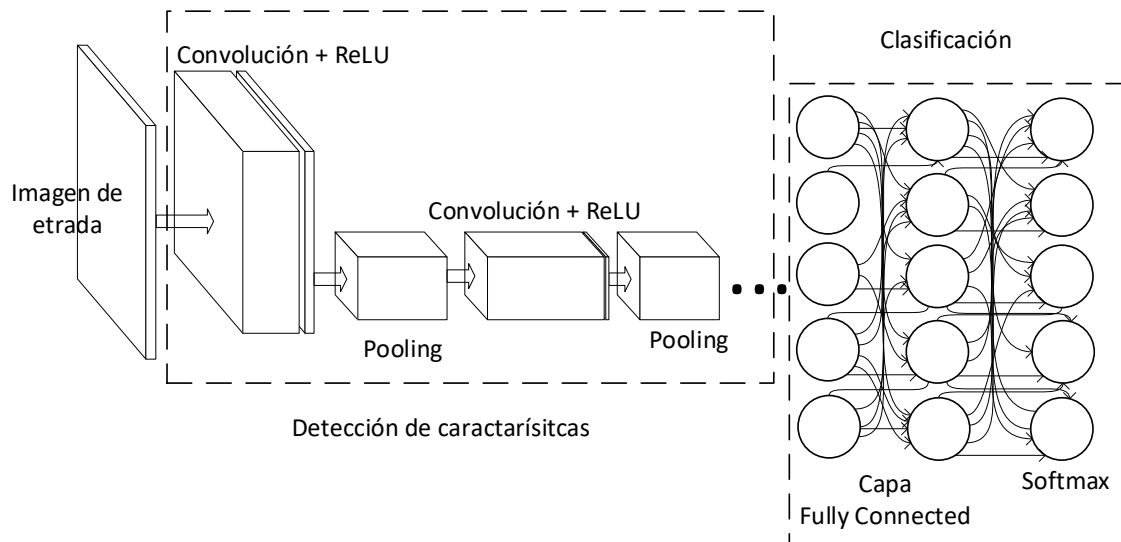 Convolución + ReLU
Clasificación
Imagen de
etrada
Convolución + ReLU
Pooling
Pooling
Detección de caractarísitcas
Capa
Fully Connected
Softmax